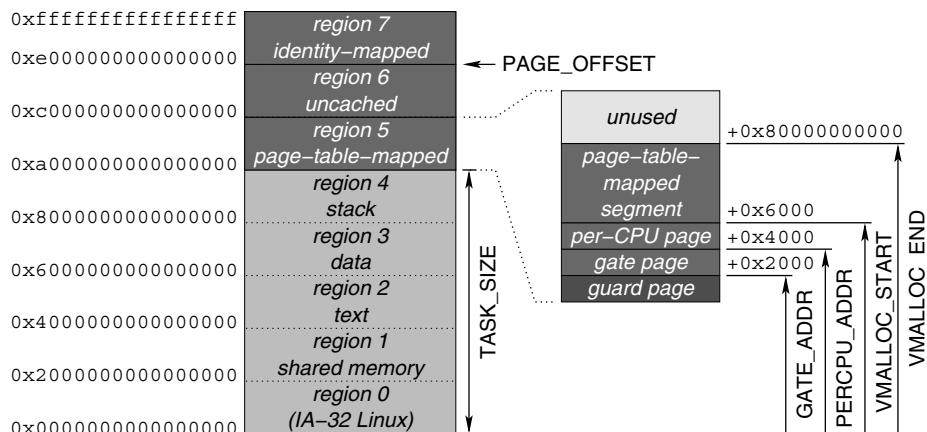 0xffffffffffffffff
region 7
identity-mapped
0xe000000000000000
PAGE_OFFSET
region 6
uncached
0xc000000000000000
region 5
page-table-mapped
0xa000000000000000
region 4
stack
0x8000000000000000
region 3
data
0x6000000000000000
region 2
text
0x4000000000000000
region 1
shared memory
0x2000000000000000
region 0
(IA-32 Linux)
0x0000000000000000
TASK_SIZE
unused
+0x80000000000
page-table-
mapped
segment
+0x6000
per-CPU page
+0x4000
gate page
+0x2000
guard page
GATE_ADDR
PERCPU_ADDR
VMALLOC_START
VMALLOC END